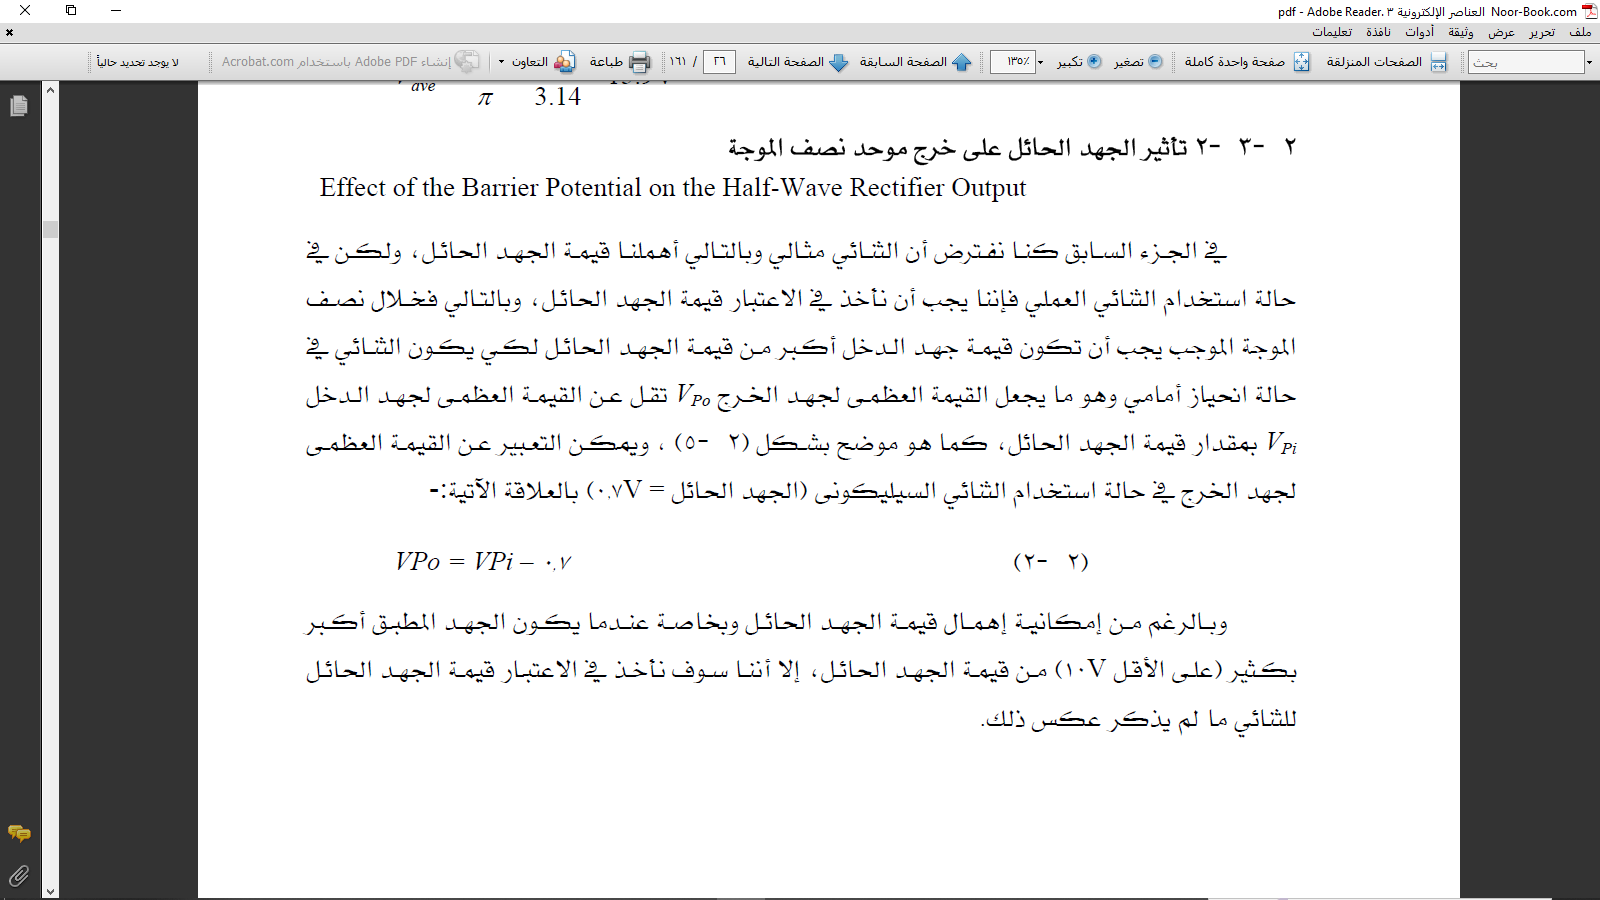 Noor-Book.com العناصر الإلكترونية ٣ .pdf - Adobe Reader
ملف تحرير عرض وثيقة أدوات نافذة تعليمات
بحث الصفحات المنزلقة صفحة واحدة كاملة تصغير تكبير ١٣٥٪ الصفحة السابقة الصفحة التالية ٢٦ / ١٦١ طباعة التعاون إنشاء Adobe PDF باستخدام Acrobat.com لا يوجد تحديد حالياً
ave π 3.14
٢ -٣ -٢ تأثير الجهد الحائل على خرج موحد نصف الموجة
Effect of the Barrier Potential on the Half-Wave Rectifier Output
في الجزء السابق كنا نفترض أن الثنائي مثالي وبالتالي أهملنا قيمة الجهد الحائل، ولكن في
حالة استخدام الثنائي العملي فإننا يجب أن نأخذ في الاعتبار قيمة الجهد الحائل، وبالتالي فخلال نصف
الموجة الموجب يجب أن تكون قيمة جهد الدخل أكبر من قيمة الجهد الحائل لكي يكون الثنائي في
حالة انحياز أمامي وهو ما يجعل القيمة العظمى لجهد الخرج VPo تقل عن القيمة العظمى لجهد الدخل
VPi بمقدار قيمة الجهد الحائل، كما هو موضح بشكل (٢ -٥) ، ويمكن التعبير عن القيمة العظمى
لجهد الخرج في حالة استخدام الثنائي السيليكونى (الجهد الحائل = ٠,٧V) بالعلاقة الآتية:-
VPo = VPi – ٠,٧ (٢ -٢)
وبالرغم من إمكانية إهمال قيمة الجهد الحائل وبخاصة عندما يكون الجهد المطبق أكبر
بكثير (على الأقل ١٠V) من قيمة الجهد الحائل، إلا أننا سوف نأخذ في الاعتبار قيمة الجهد الحائل
للثنائي ما لم يذكر عكس ذلك.